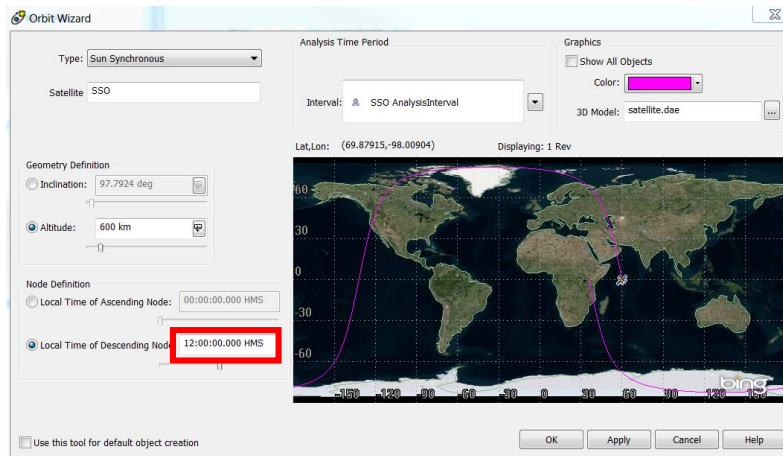 Orbit Wizard
Type: Sun Synchronous
Satellite SSO
Geometry Definition
Inclination: 97.7924 deg
Altitude: 600 km
Node Definition
Local Time of Ascending Node: 00:00:00.000 HMS
Local Time of Descending Nod 12:00:00.000 HMS
Use this tool for default object creation
Analysis Time Period
Interval: SSO AnalysisInterval
Graphics
Show All Objects
Color:
3D Model: satellite.dae ...
Lat,Lon: (69.87915,-98.00904) Displaying: 1 Rev
60
30
0
-30
-60
-150 -120 -90 -60 -30 0 30 60 90 120 150
bing
OK Apply Cancel Help